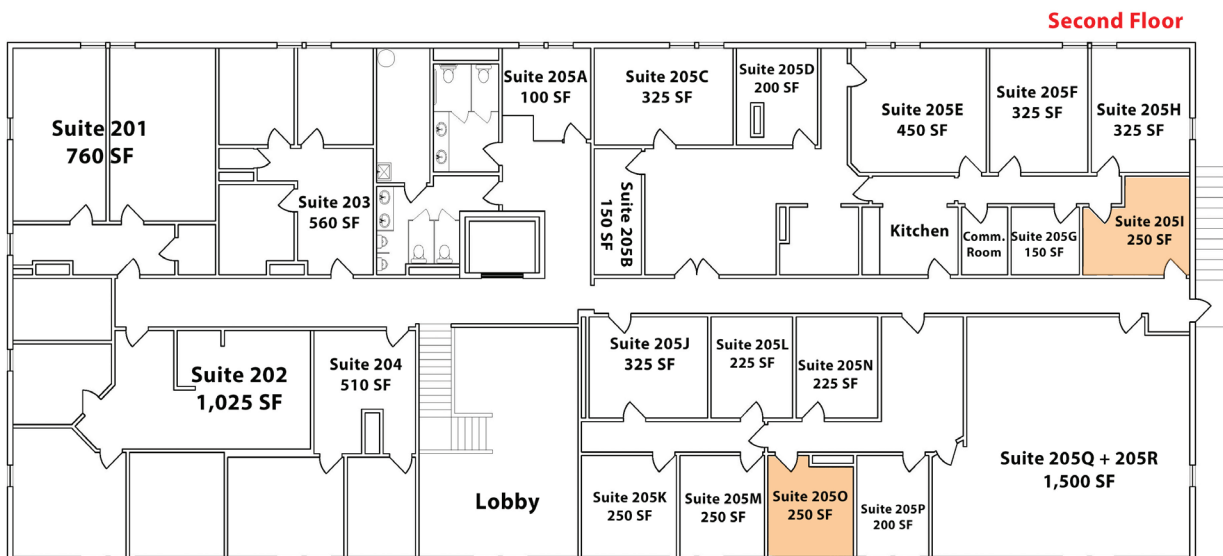 Second Floor
Suite 201
760 SF
Suite 203
560 SF
Suite 205A
100 SF
Suite 205B
150 SF
Suite 205C
325 SF
Suite 205D
200 SF
Suite 205E
450 SF
Suite 205F
325 SF
Suite 205H
325 SF
Kitchen
Comm.
Room
Suite 205G
150 SF
Suite 205I
250 SF
Suite 202
1,025 SF
Suite 204
510 SF
Lobby
Suite 205J
325 SF
Suite 205L
225 SF
Suite 205N
225 SF
Suite 205K
250 SF
Suite 205M
250 SF
Suite 205O
250 SF
Suite 205P
200 SF
Suite 205Q + 205R
1,500 SF